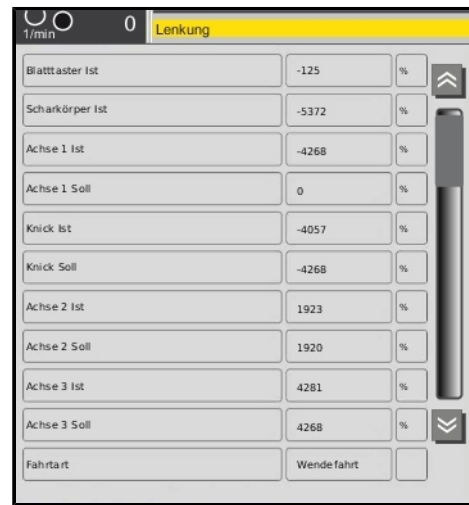 1/min 0 Lenkung
Blatttaster Ist -125 %
Scharkörper Ist -5372 %
Achse 1 Ist -4268 %
Achse 1 Soll 0 %
Knick Ist -4057 %
Knick Soll -4268 %
Achse 2 Ist 1923 %
Achse 2 Soll 1920 %
Achse 3 Ist 4281 %
Achse 3 Soll 4268 %
Fahrtart Wendefahrt